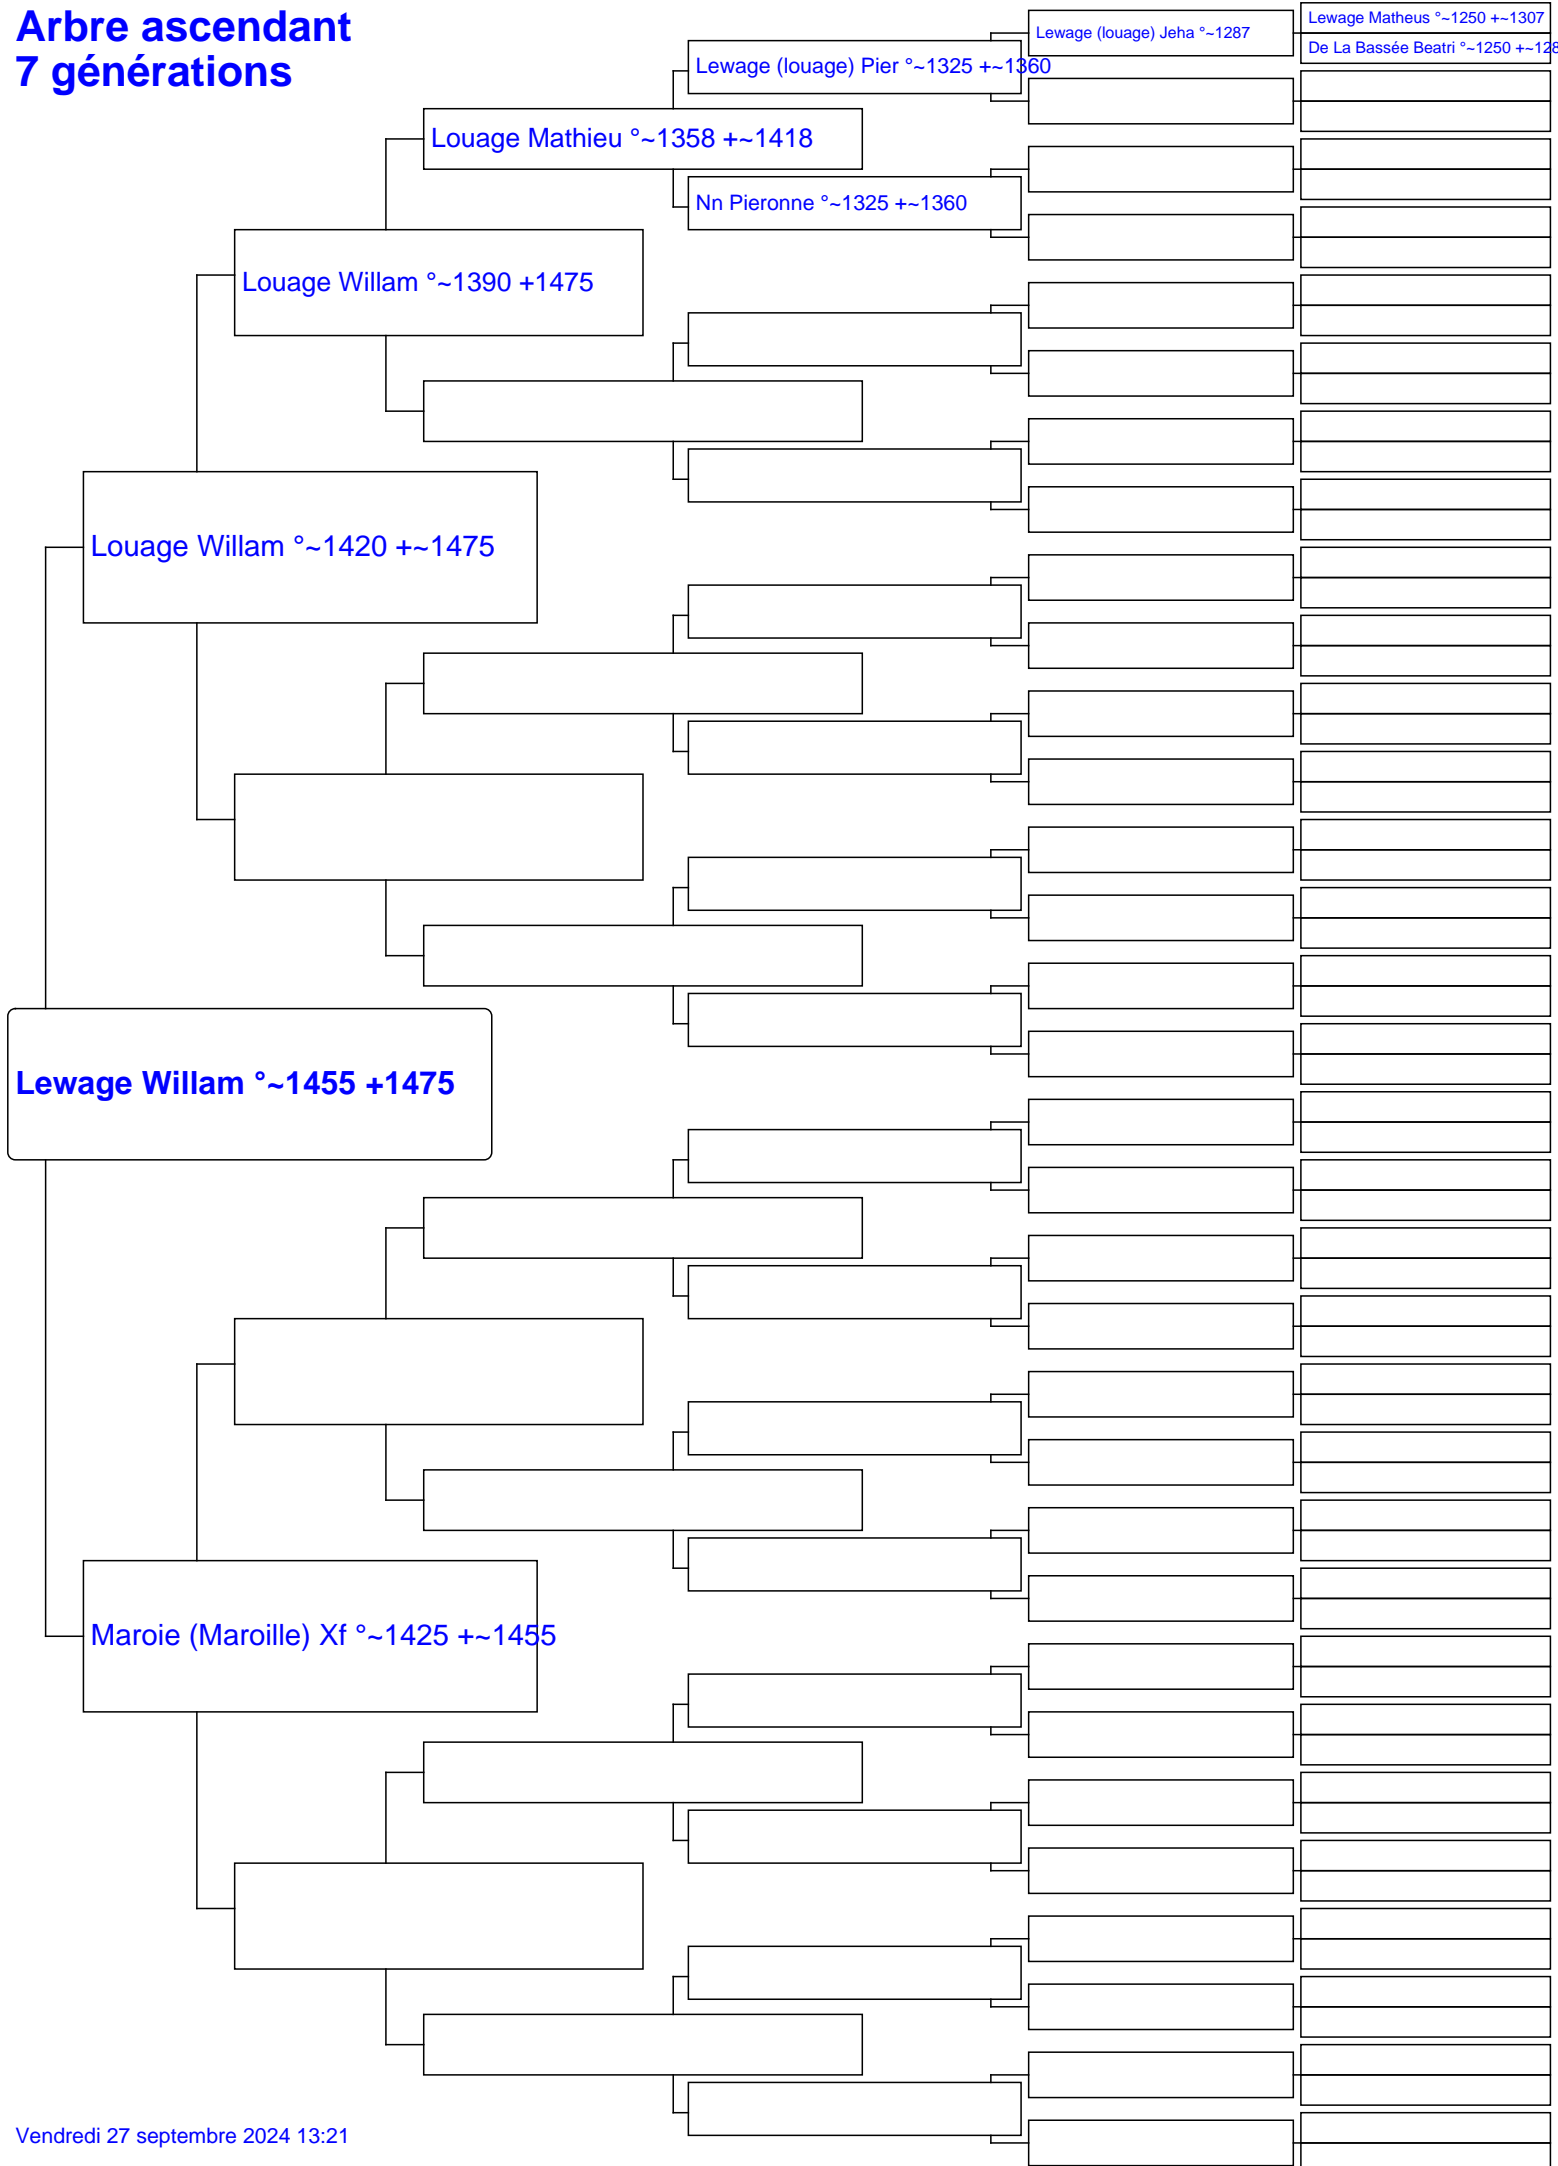 Arbre ascendant
7 générations
Lewage Matheus °~1250 +~1307
Lewage (louage) Jeha °~1287
De La Bassée Beatri °~1250 +~128
Lewage (louage) Pier °~1325 +~1360
Louage Mathieu °~1358 +~1418
Nn Pieronne °~1325 +~1360
Louage Willam °~1390 +1475
Louage Willam °~1420 +~1475
Lewage Willam °~1455 +1475
Maroie (Maroille) Xf °~1425 +~1455
Vendredi 27 septembre 2024 13:21